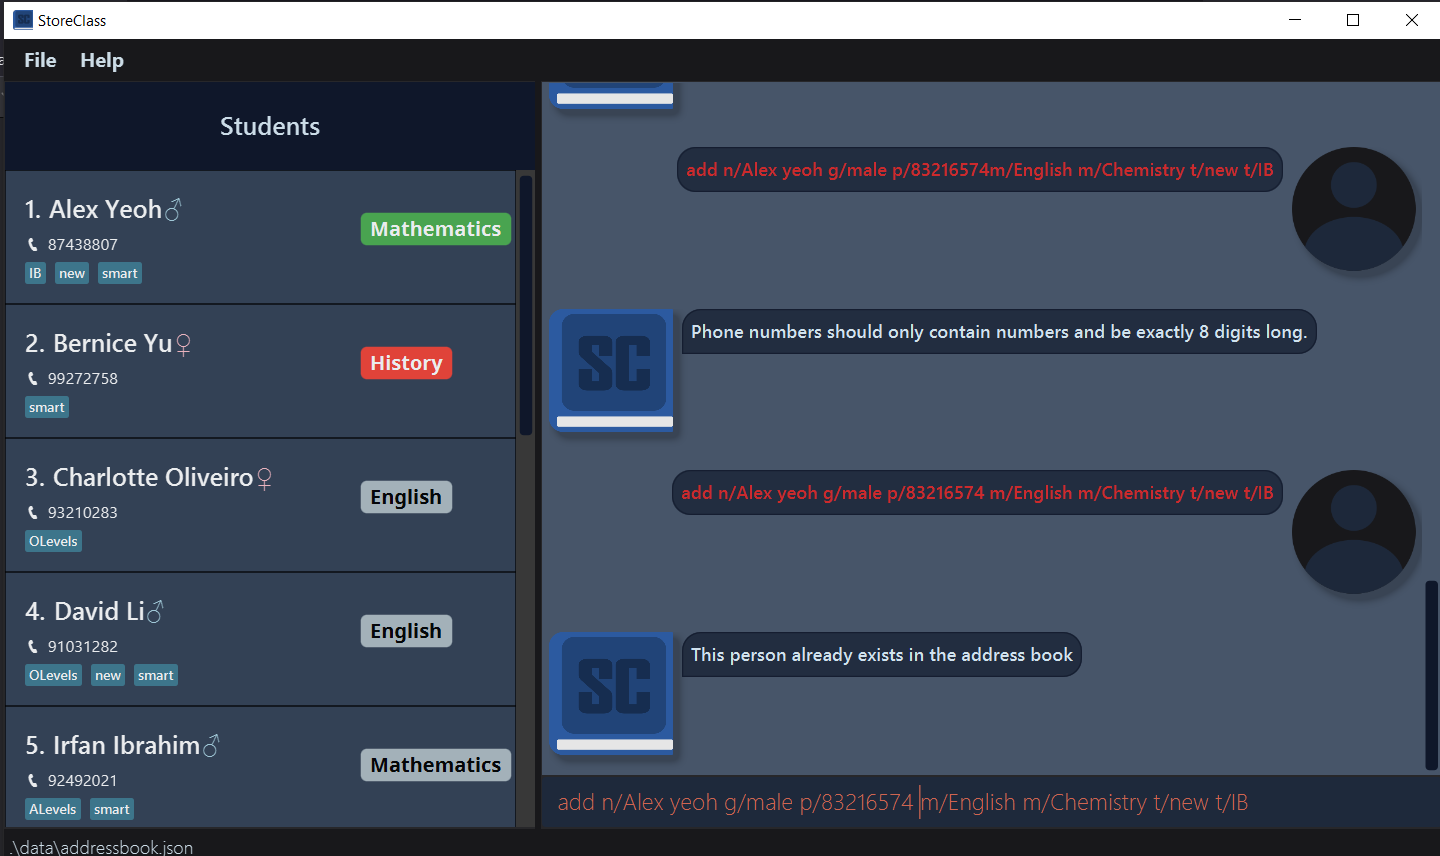 StoreClass
File Help
Students
1. Alex Yeoh♂
Mathematics
87438807
IB new smart
2. Bernice Yu♀
History
99272758
smart
3. Charlotte Oliveiro♀
English
93210283
OLevels
4. David Li♂
English
91031282
OLevels new smart
5. Irfan Ibrahim♂
Mathematics
92492021
ALevels smart
add n/Alex yeoh g/male p/83216574m/English m/Chemistry t/new t/IB
SC
Phone numbers should only contain numbers and be exactly 8 digits long.
add n/Alex yeoh g/male p/83216574 m/English m/Chemistry t/new t/IB
SC
This person already exists in the address book
add n/Alex yeoh g/male p/83216574 m/English m/Chemistry t/new t/IB
.\data\addressbook.json